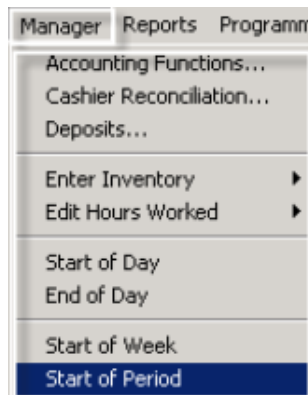 Manager Reports Programm
Accounting Functions...
Cashier Reconciliation...
Deposits...
Enter Inventory
Edit Hours Worked
Start of Day
End of Day
Start of Week
Start of Period